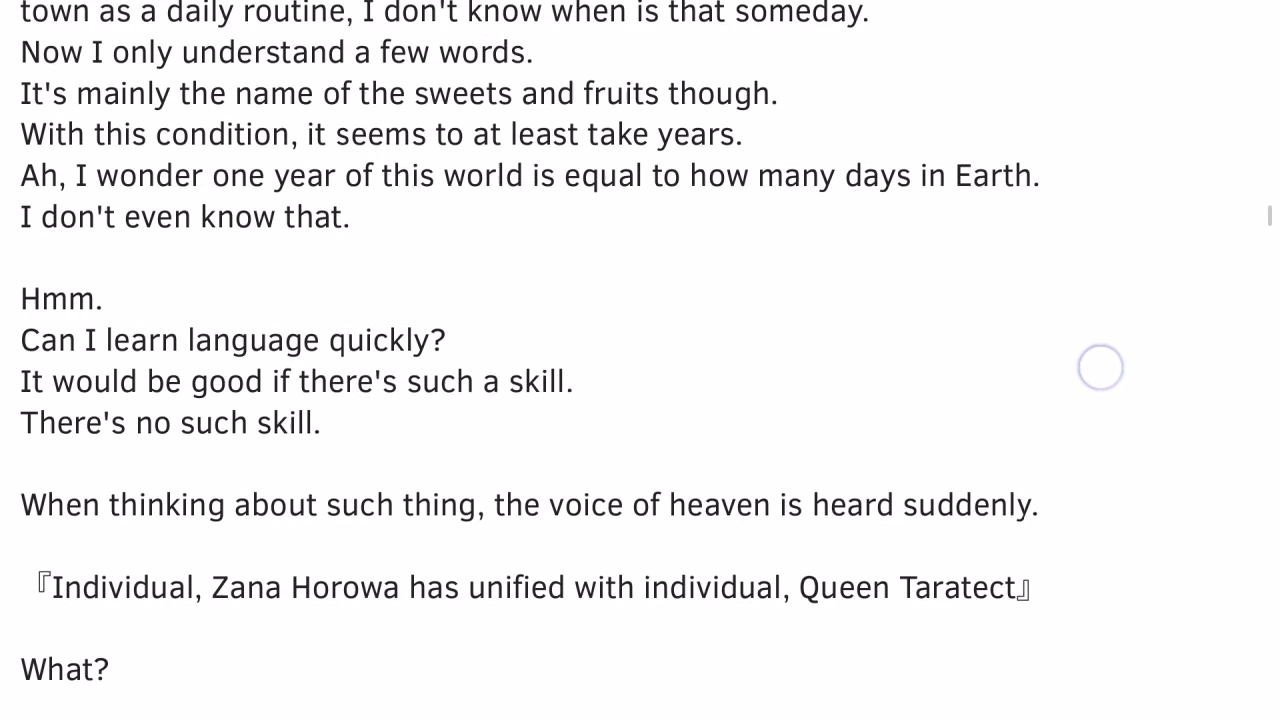 town as a daily routine, I don't know when is that someday.
Now I only understand a few words.
It's mainly the name of the sweets and fruits though.
With this condition, it seems to at least take years.
Ah, I wonder one year of this world is equal to how many days in Earth.
I don't even know that.
Hmm.
Can I learn language quickly?
It would be good if there's such a skill.
There's no such skill.
When thinking about such thing, the voice of heaven is heard suddenly.
『Individual, Zana Horowa has unified with individual, Queen Taratect』
What?